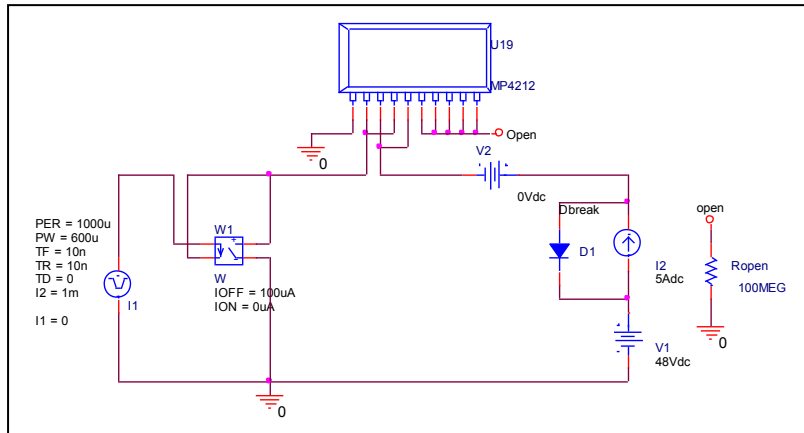 U19
MP4212
Open
0
V2
0Vdc
Dbreak
D1
open
I2
5Adc
Ropen
100MEG
0
V1
48Vdc
W1
W
IOFF = 100uA
ION = 0uA
PER = 1000u
PW = 600u
TF = 10n
TR = 10n
TD = 0
I2 = 1m
I1 = 0
I1
0